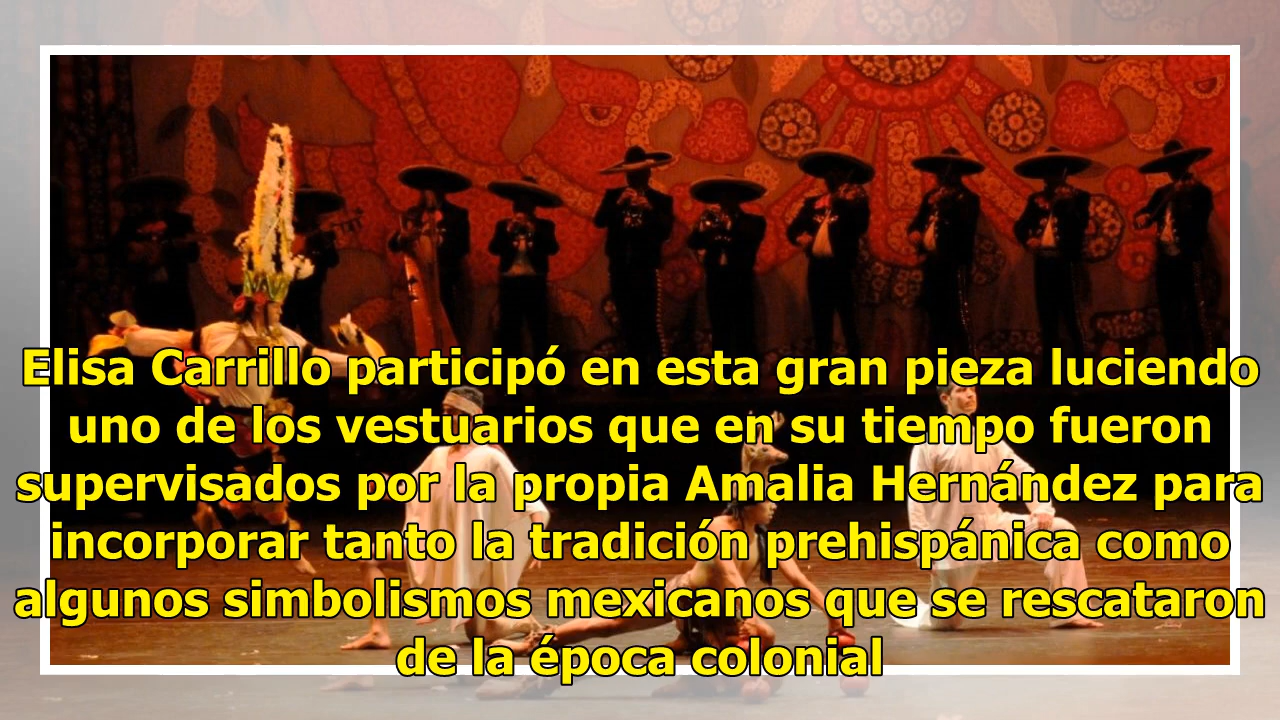 Elisa Carrillo participó en esta gran pieza luciendo
uno de los vestuarios que en su tiempo fueron
supervisados por la propia Amalia Hernández para
incorporar tanto la tradición prehispánica como
algunos simbolismos mexicanos que se rescataron
de la época colonial